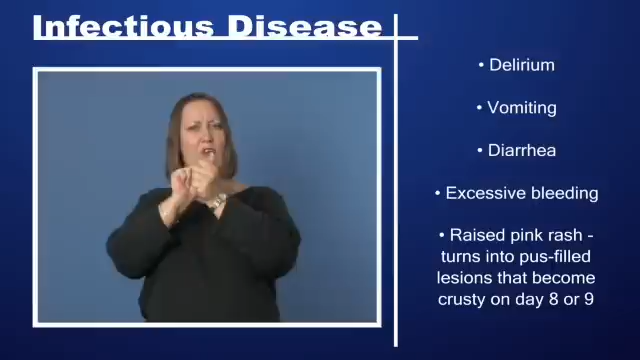 Infectious Disease
• Delirium
• Vomiting
• Diarrhea
• Excessive bleeding
• Raised pink rash -
turns into pus-filled
lesions that become
crusty on day 8 or 9